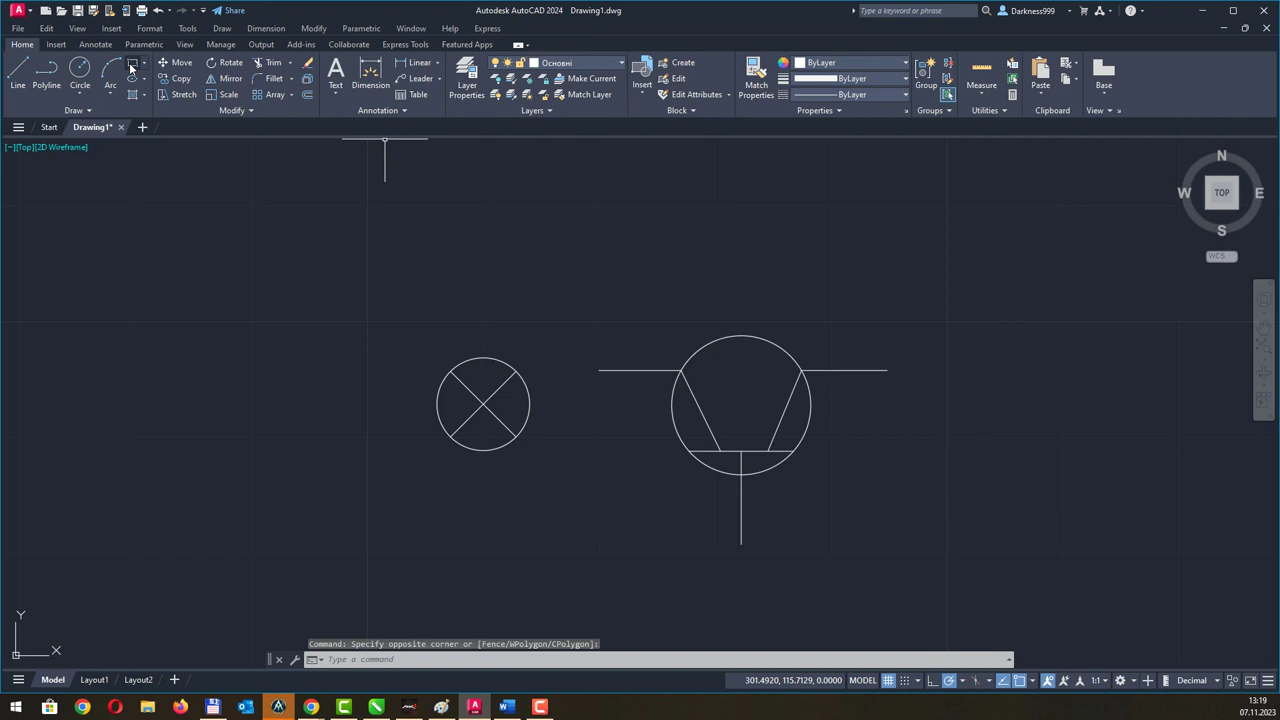 Share
Autodesk AutoCAD 2024 Drawing1.dwg
Type a keyword or phrase
Darkness999
File Edit View Insert Format Tools Draw Dimension Modify Parametric Window Help Express
Home Insert Annotate Parametric View Manage Output Add-ins Collaborate Express Tools Featured Apps
Line Polyline Circle Arc
Move Rotate Trim
Copy Mirror Fillet
Stretch Scale Array
Text Dimension
Linear
Leader
Table
Layer Properties
Основні
Make Current
Match Layer
Insert
Create
Edit
Edit Attributes
Match Properties
ByLayer
ByLayer
ByLayer
Group
Measure
Paste
Base
Draw Modify Annotation Layers Block Properties Groups Utilities Clipboard View
Start Drawing1*
[−][Top][2D Wireframe]
N
W TOP E
S
WCS
Y
X
Command: Specify opposite corner or [Fence/WPolygon/CPolygon]:
Type a command
Model Layout1 Layout2
301.4920, 115.7129, 0.0000 MODEL 1:1 Decimal
13:19
07.11.2023